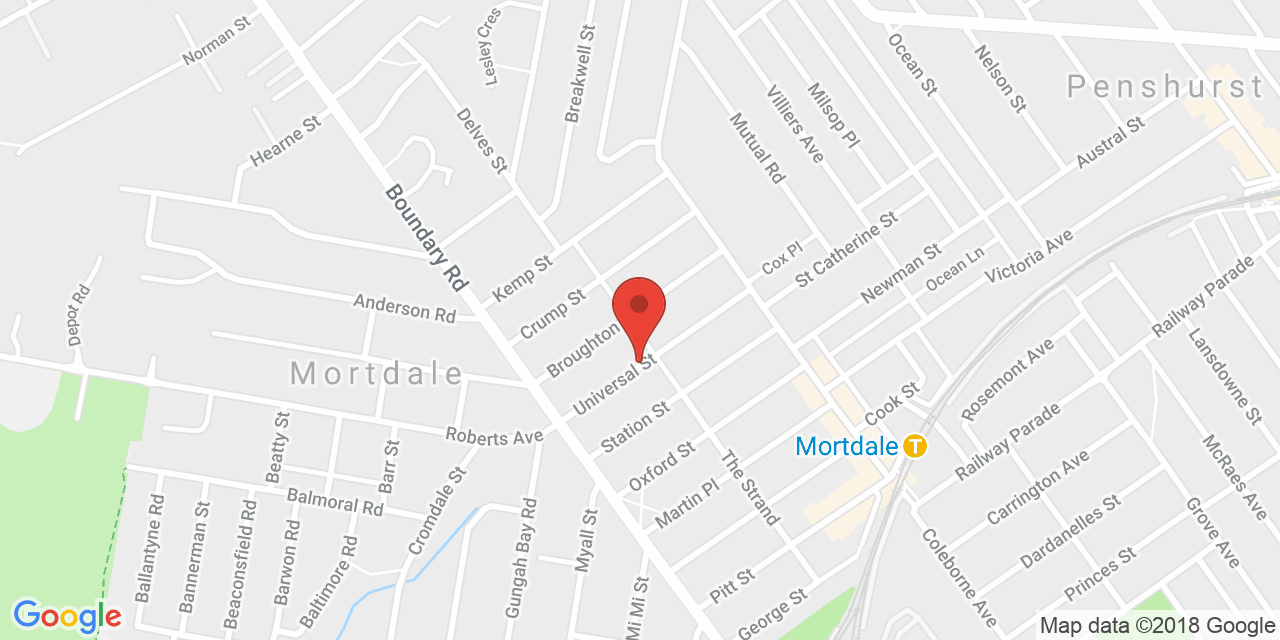 Norman St
Lesley Cres
Breakwell St
Ocean St
Nelson St
Penshurst
Milsop Pl
Villiers Ave
Mutual Rd
Austral St
Hearne St
Delves St
Boundary Rd
Kemp St
Crump St
Cox Pl
St Catherine St
Newman St
Ocean Ln
Victoria Ave
Railway Parade
Depot Rd
Anderson Rd
Broughton
Mortdale
Universal St
Station St
Rosemont Ave
Lansdowne St
Cook St
Beatty St
Barr St
Roberts Ave
Oxford St
The Strand
Mortdale
T
Railway Parade
McRaes Ave
Balmoral Rd
Cromdale St
Martin Pl
Carrington Ave
Grove Ave
Ballantyne Rd
Bannerman St
Beaconsfield Rd
Barwon Rd
Baltimore Rd
Gungah Bay Rd
Myall St
Mi Mi St
Pitt St
George St
Coleborne Ave
Dardanelles St
Princes St
Google
Map data ©2018 Google